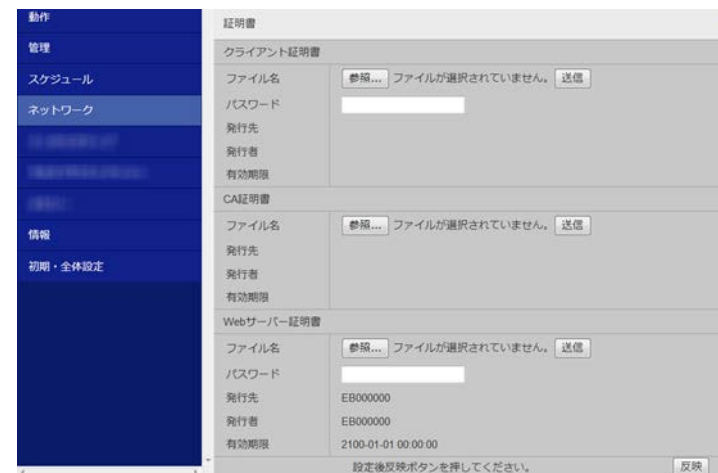 動作
管理
スケジュール
ネットワーク
情報
初期・全体設定
証明書
クライアント証明書
ファイル名 参照... ファイルが選択されていません。 送信
パスワード
発行先
発行者
有効期限
CA証明書
ファイル名 参照... ファイルが選択されていません。 送信
発行先
発行者
有効期限
Webサーバー証明書
ファイル名 参照... ファイルが選択されていません。 送信
パスワード
発行先 EB000000
発行者 EB000000
有効期限 2100-01-01 00:00:00
設定後反映ボタンを押してください。 反映